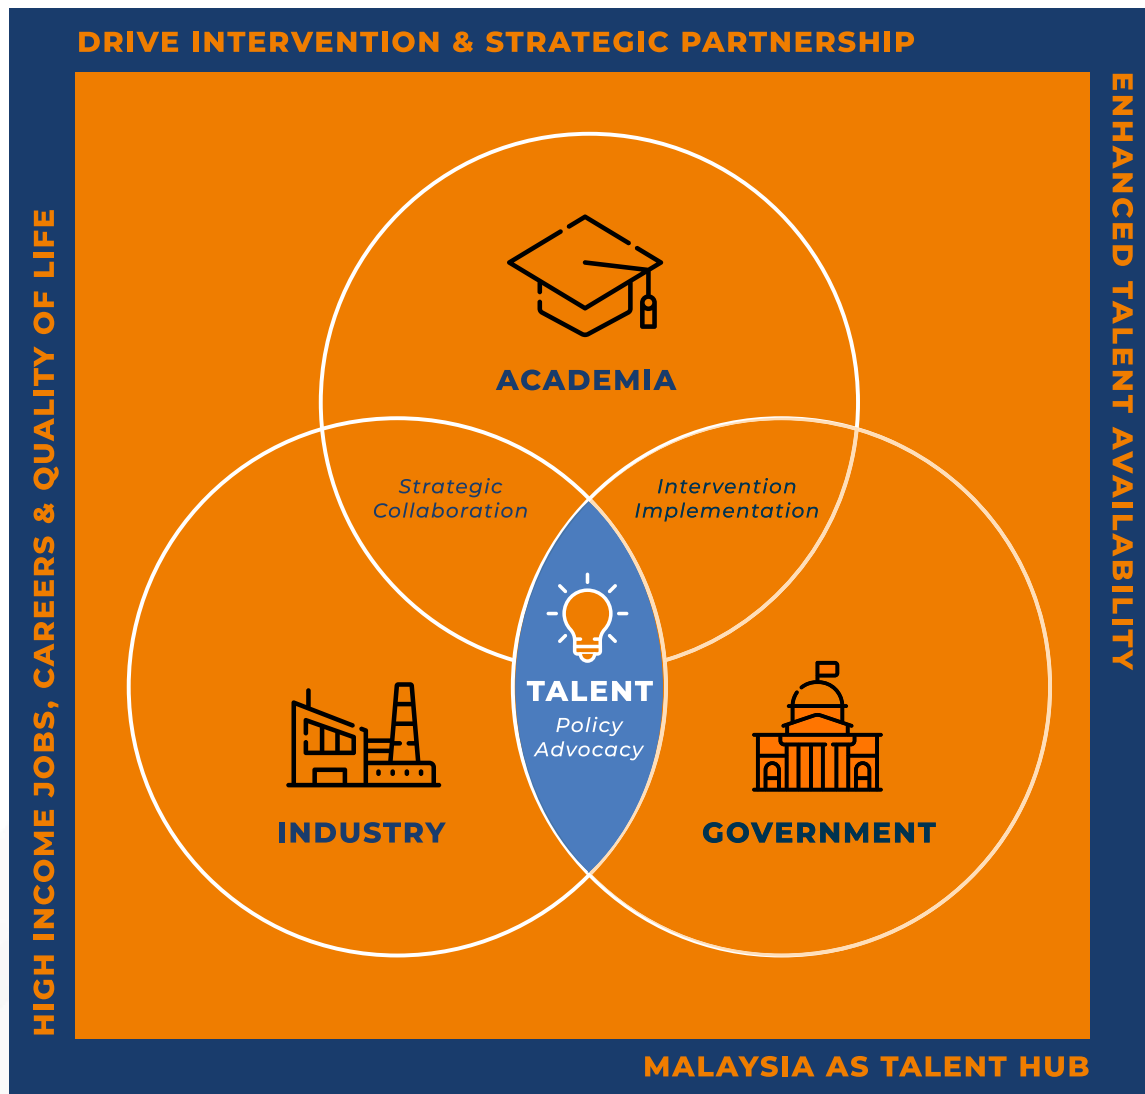 DRIVE INTERVENTION & STRATEGIC PARTNERSHIP
ENHANCED TALENT AVAILABILITY
HIGH INCOME JOBS, CAREERS & QUALITY OF LIFE
ACADEMIA
Strategic
Collaboration
Intervention
Implementation
TALENT
Policy
Advocacy
INDUSTRY
GOVERNMENT
MALAYSIA AS TALENT HUB